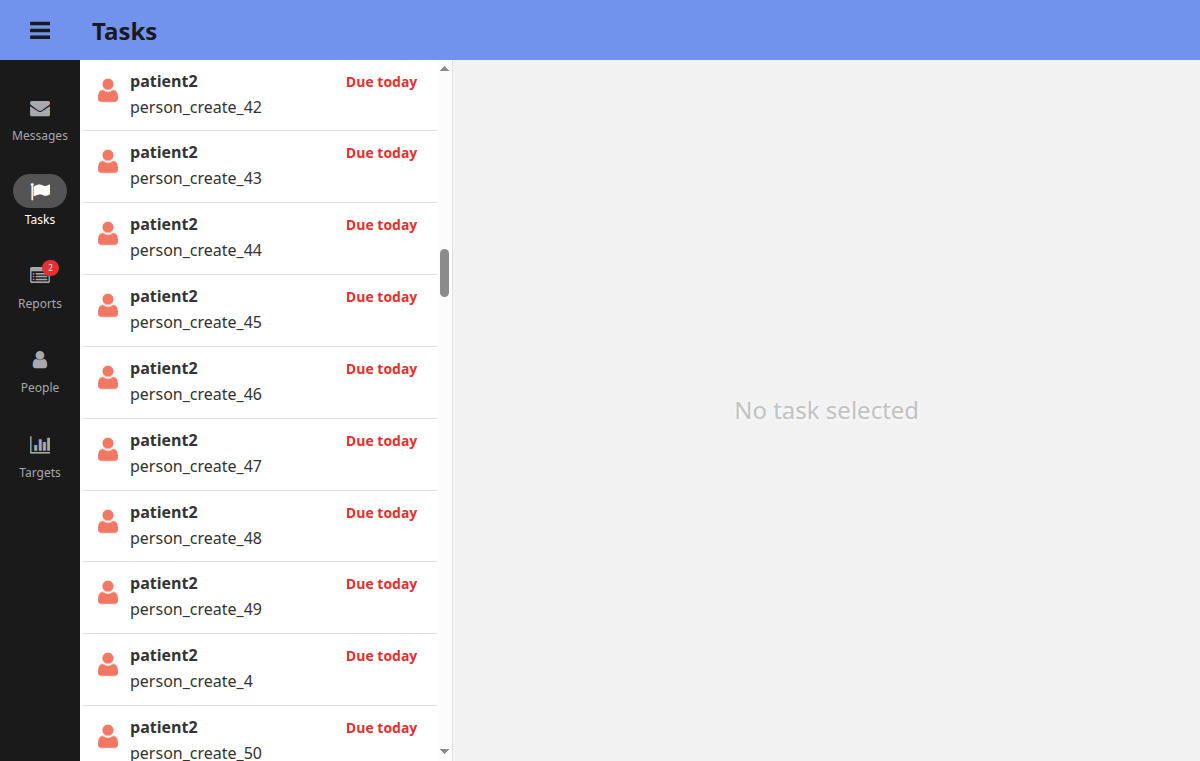 Tasks
Messages
Tasks
2
Reports
People
Targets
patient2 Due today
person_create_42
patient2 Due today
person_create_43
patient2 Due today
person_create_44
patient2 Due today
person_create_45
patient2 Due today
person_create_46
patient2 Due today
person_create_47
patient2 Due today
person_create_48
patient2 Due today
person_create_49
patient2 Due today
person_create_4
patient2 Due today
person_create_50
No task selected